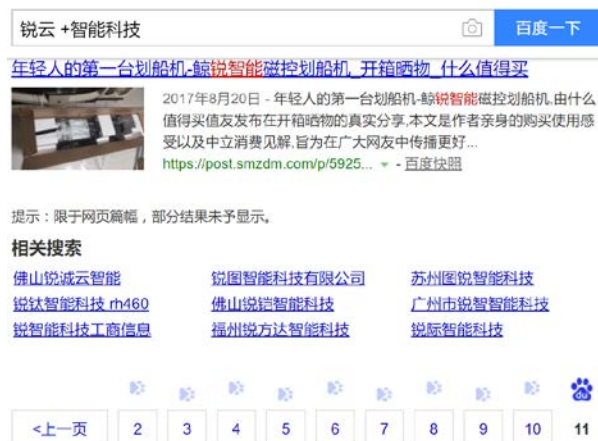 锐云 +智能科技
百度一下
年轻人的第一台划船机-鲸锐智能磁控划船机_开箱晒物_什么值得买
2017年8月20日 - 年轻人的第一台划船机-鲸锐智能磁控划船机,由什么
值得买值友发布在开箱晒物的真实分享,本文是作者亲身的购买使用感
受以及中立消费见解,旨为在广大网友中传播更好...
https://post.smzdm.com/p/5925... - 百度快照
提示：限于网页篇幅，部分结果未予显示。
相关搜索
佛山锐诚云智能 锐图智能科技有限公司 苏州图锐智能科技
锐钛智能科技 rh460 佛山锐铠智能科技 广州市锐智智能科技
锐智能科技工商信息 福州锐方达智能科技 锐际智能科技
du
<上一页 2 3 4 5 6 7 8 9 10 11